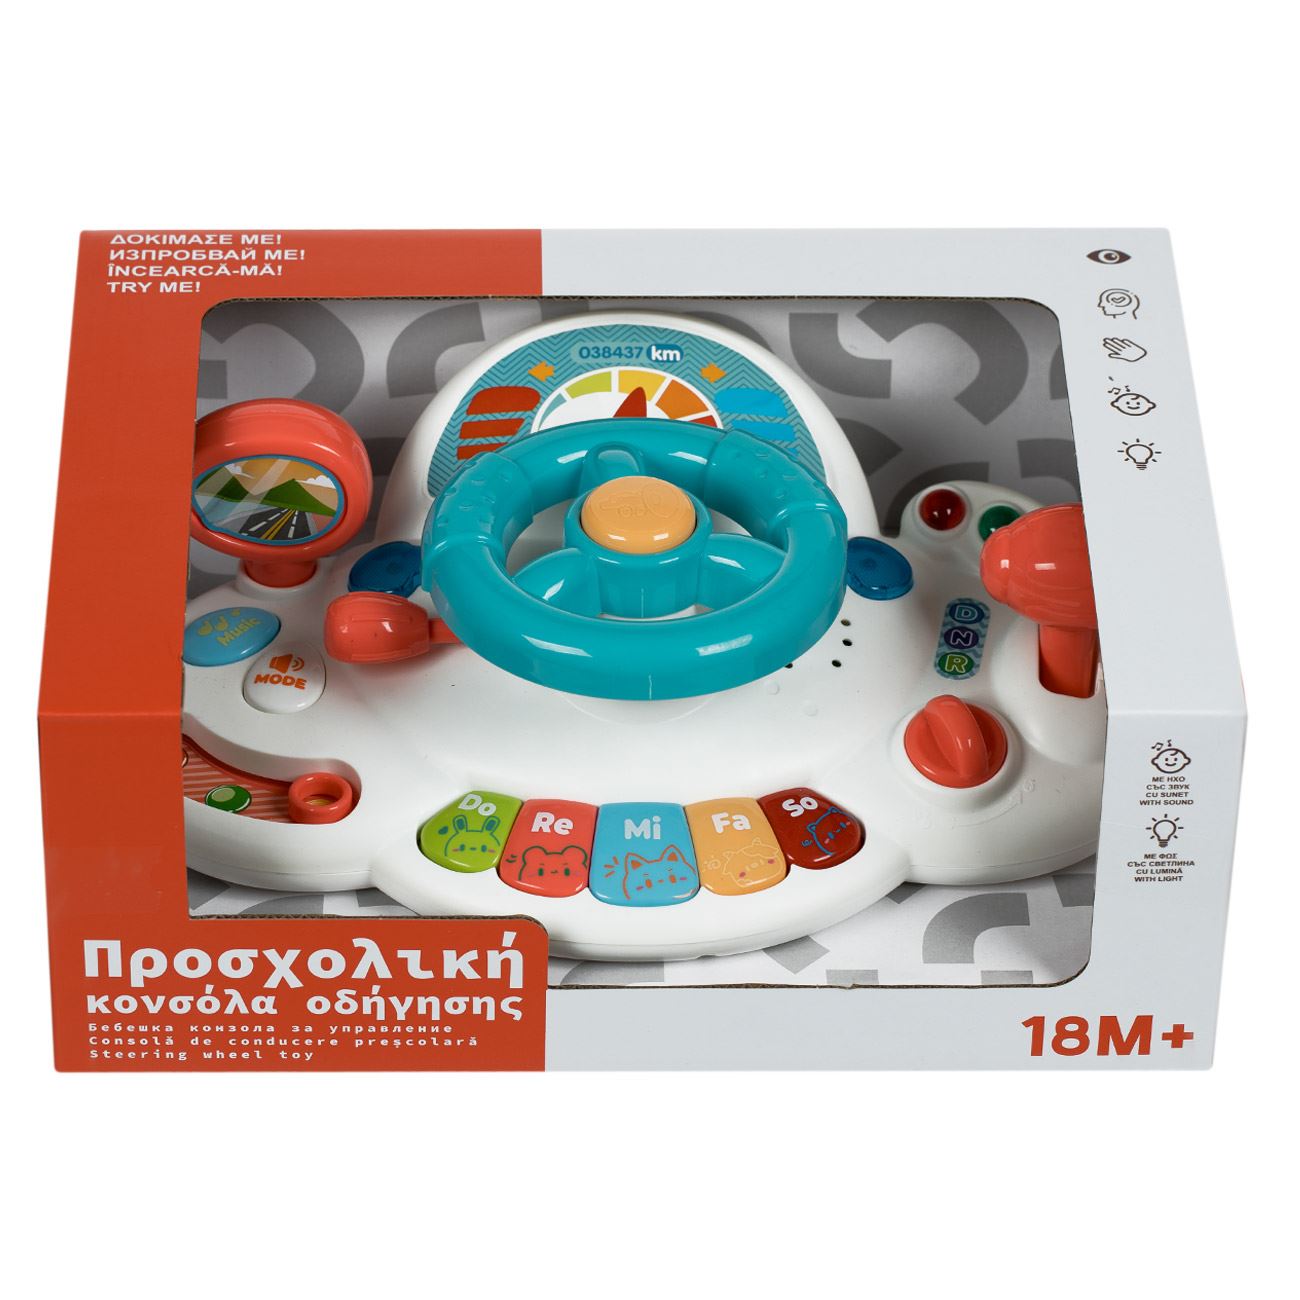 ΔΟΚΙΜΑΣΕ ΜΕ!
ИЗПРОБВАЙ МЕ!
ÎNCEARCĂ-MĂ!
TRY ME!
038437 km
Music
MODE
D
N
R
Do
Re
Mi
Fa
So
ΜΕ ΗΧΟ
СЪС ЗВУК
CU SUNET
WITH SOUND
ΜΕ ΦΩΣ
СЪС СВЕТЛИНА
CU LUMINĂ
WITH LIGHT
Προσχολική
κονσόλα οδήγησης
Бебешка конзола за управление
Consolă de conducere preșcolară
Steering wheel toy
18M+